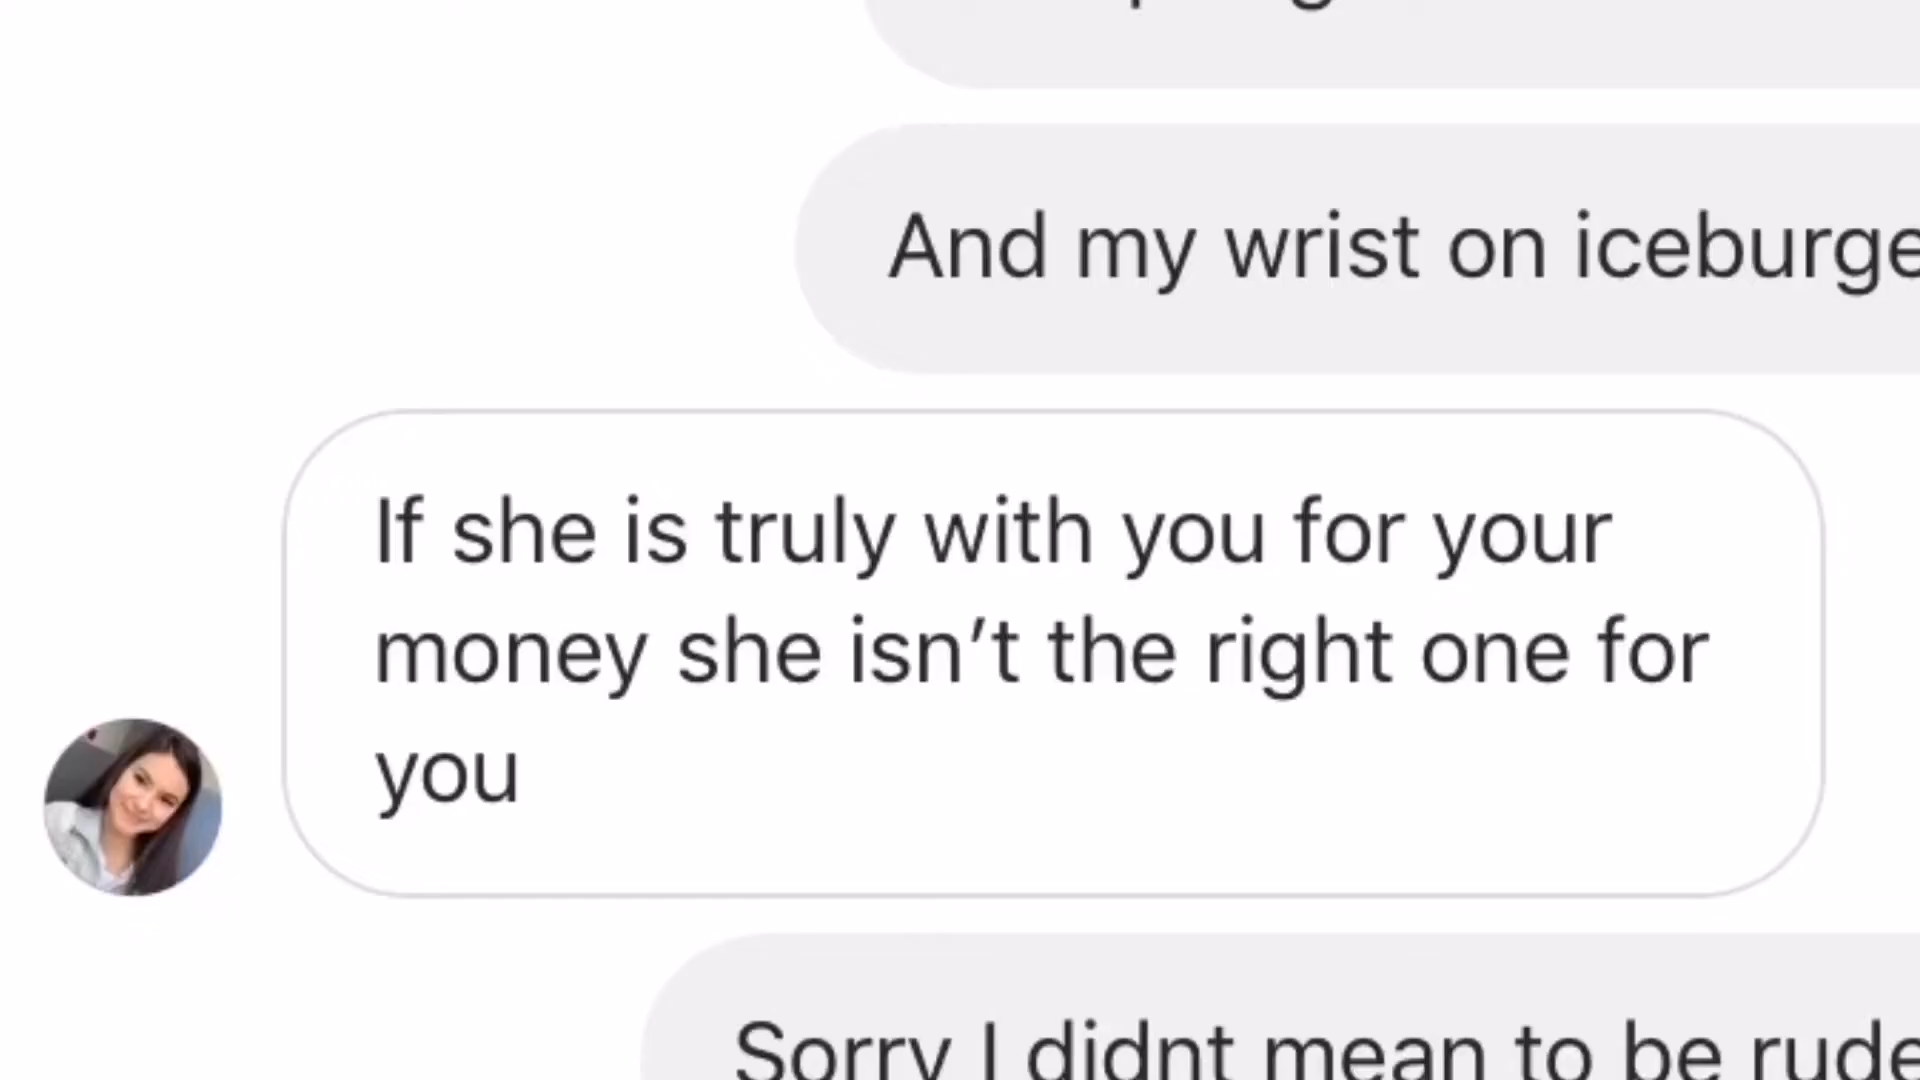 And my wrist on iceburge
If she is truly with you for your
money she isn’t the right one for
you
Sorry I didnt mean to be rude